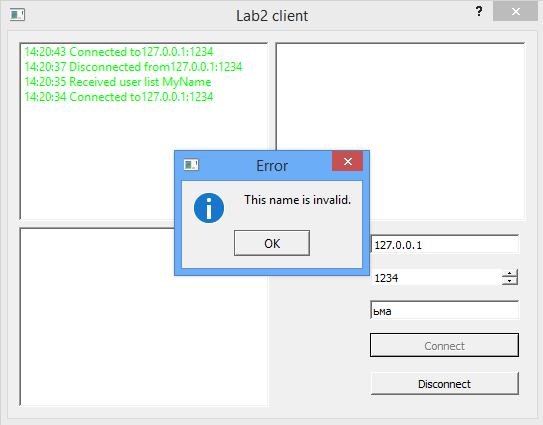 Lab2 client
14:20:43 Connected to127.0.0.1:1234
14:20:37 Disconnected from127.0.0.1:1234
14:20:35 Received user list MyName
14:20:34 Connected to127.0.0.1:1234
Error
This name is invalid.
OK
127.0.0.1
1234
ьма
Connect
Disconnect